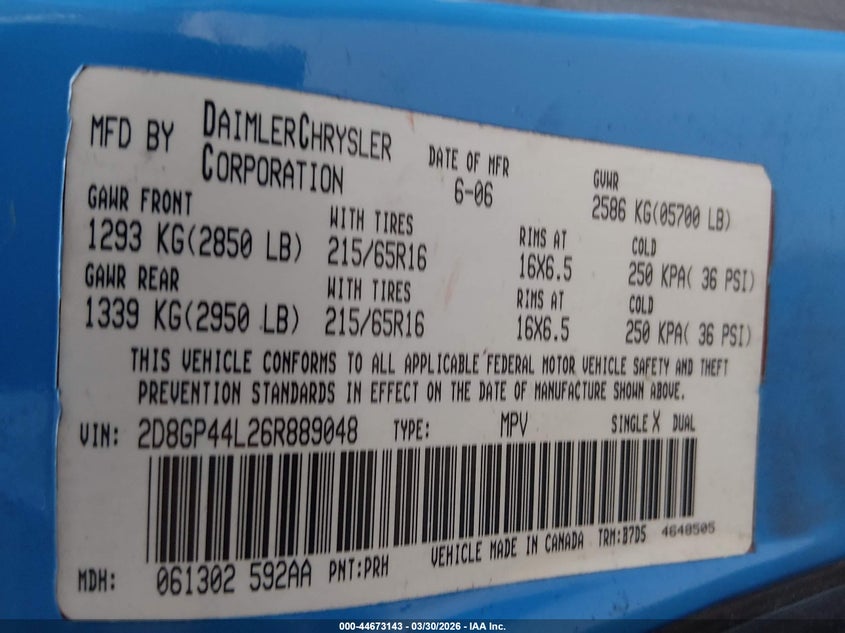 MFD BY DAIMLERCHRYSLER CORPORATION
DATE OF MFR 6-06
GVWR 2586 KG(05700 LB)
GAWR FRONT 1293 KG(2850 LB)
WITH TIRES 215/65R16
RIMS AT 16X6.5
COLD 250 KPA( 36 PSI)
GAWR REAR 1339 KG(2950 LB)
WITH TIRES 215/65R16
RIMS AT 16X6.5
COLD 250 KPA( 36 PSI)
THIS VEHICLE CONFORMS TO ALL APPLICABLE FEDERAL MOTOR VEHICLE SAFETY AND THEFT
PREVENTION STANDARDS IN EFFECT ON THE DATE OF MANUFACTURE SHOWN ABOVE.
VIN: 2D8GP44L26R889048 TYPE: MPV SINGLE X DUAL
MDH: 061302 592AA PNT:PRH VEHICLE MADE IN CANADA TRM:B7D5 4648505
000-44673143 — 03/30/2026 — IAA Inc.